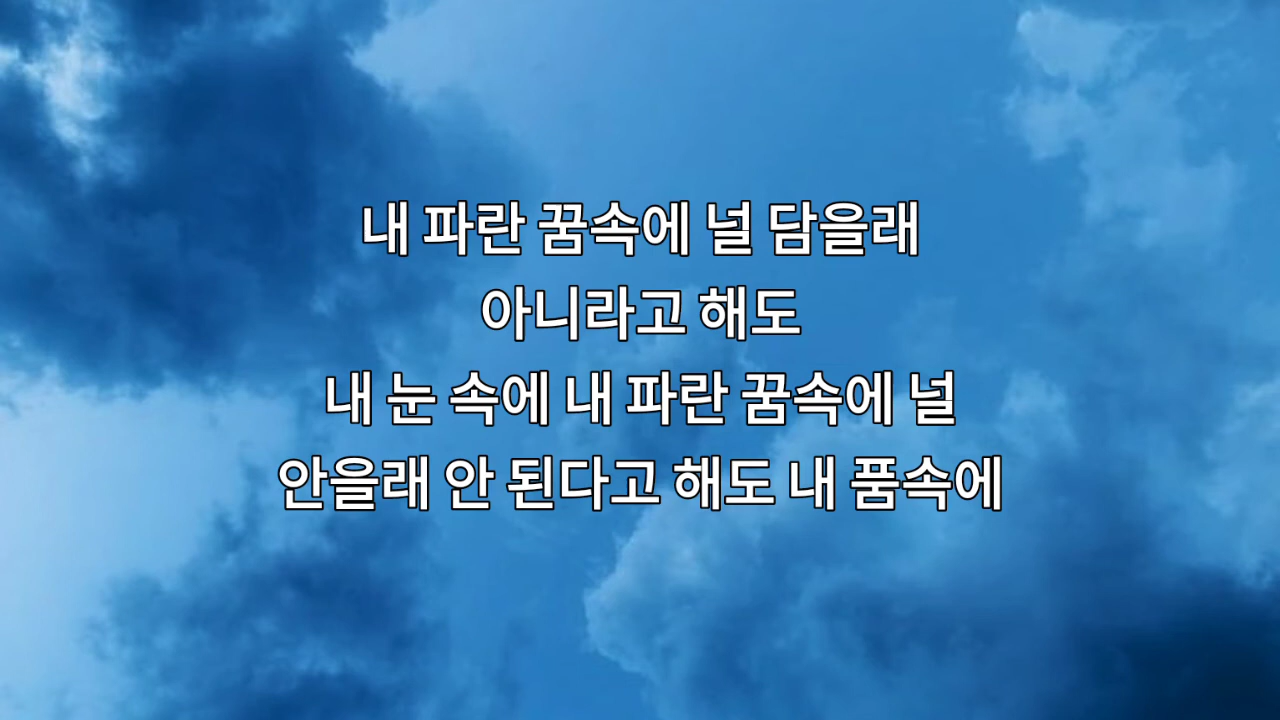 내 파란 꿈속에 널 담을래
아니라고 해도
내 눈 속에 내 파란 꿈속에 널
안을래 안 된다고 해도 내 품속에